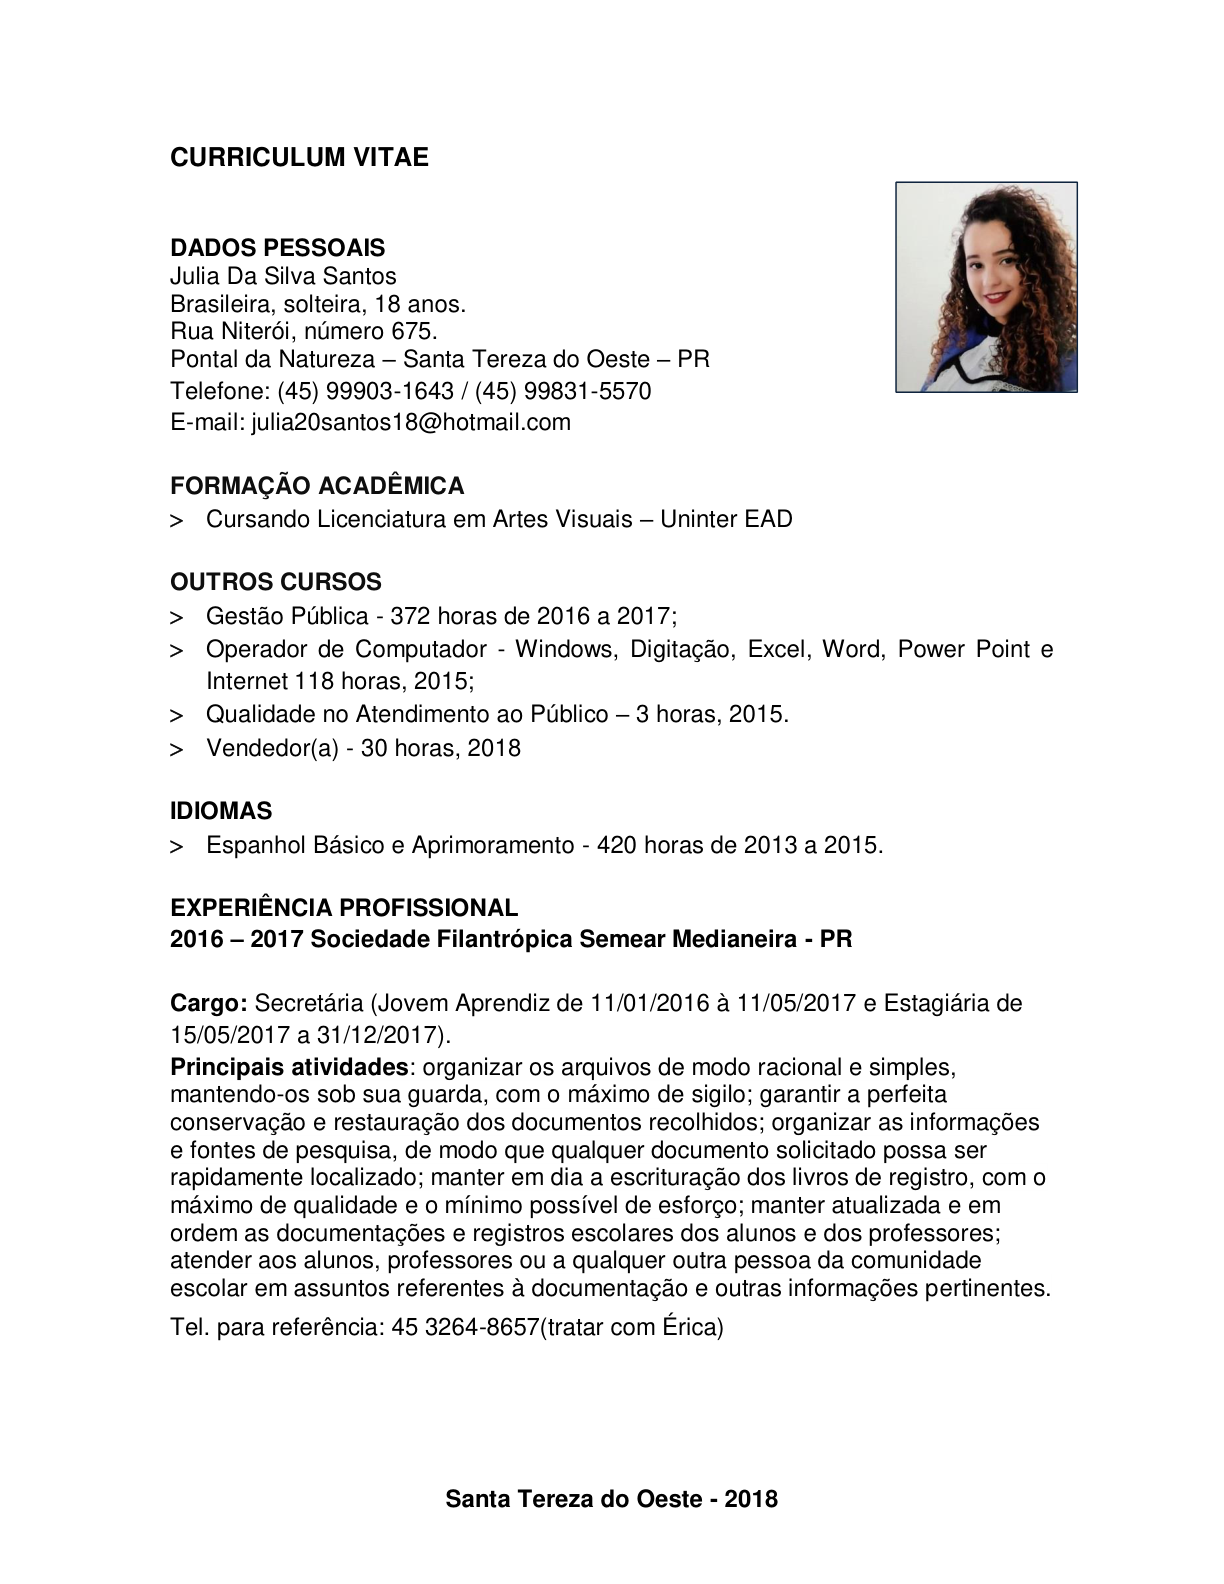 CURRICULUM VITAE
DADOS PESSOAIS
Julia Da Silva Santos
Brasileira, solteira, 18 anos.
Rua Niterói, número 675.
Pontal da Natureza – Santa Tereza do Oeste – PR
Telefone: (45) 99903-1643 / (45) 99831-5570
E-mail: julia20santos18@hotmail.com
FORMAÇÃO ACADÊMICA
> Cursando Licenciatura em Artes Visuais – Uninter EAD
OUTROS CURSOS
> Gestão Pública - 372 horas de 2016 a 2017;
> Operador de Computador - Windows, Digitação, Excel, Word, Power Point e
Internet 118 horas, 2015;
> Qualidade no Atendimento ao Público – 3 horas, 2015.
> Vendedor(a) - 30 horas, 2018
IDIOMAS
> Espanhol Básico e Aprimoramento - 420 horas de 2013 a 2015.
EXPERIÊNCIA PROFISSIONAL
2016 – 2017 Sociedade Filantrópica Semear Medianeira - PR
Cargo: Secretária (Jovem Aprendiz de 11/01/2016 à 11/05/2017 e Estagiária de
15/05/2017 a 31/12/2017).
Principais atividades: organizar os arquivos de modo racional e simples,
mantendo-os sob sua guarda, com o máximo de sigilo; garantir a perfeita
conservação e restauração dos documentos recolhidos; organizar as informações
e fontes de pesquisa, de modo que qualquer documento solicitado possa ser
rapidamente localizado; manter em dia a escrituração dos livros de registro, com o
máximo de qualidade e o mínimo possível de esforço; manter atualizada e em
ordem as documentações e registros escolares dos alunos e dos professores;
atender aos alunos, professores ou a qualquer outra pessoa da comunidade
escolar em assuntos referentes à documentação e outras informações pertinentes.
Tel. para referência: 45 3264-8657(tratar com Érica)
Santa Tereza do Oeste - 2018